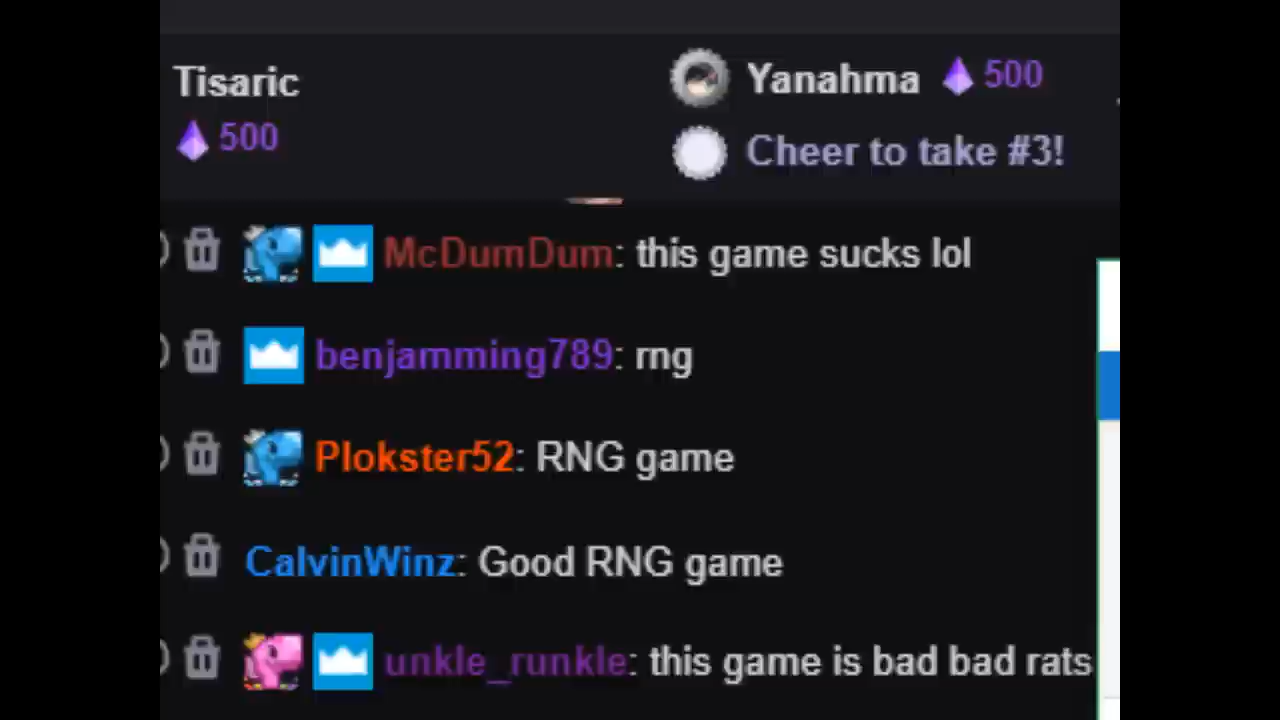 Tisaric
500
Yanahma 500
Cheer to take #3!
McDumDum: this game sucks lol
benjamming789: rng
Plokster52: RNG game
CalvinWinz: Good RNG game
unkle_runkle: this game is bad bad rats